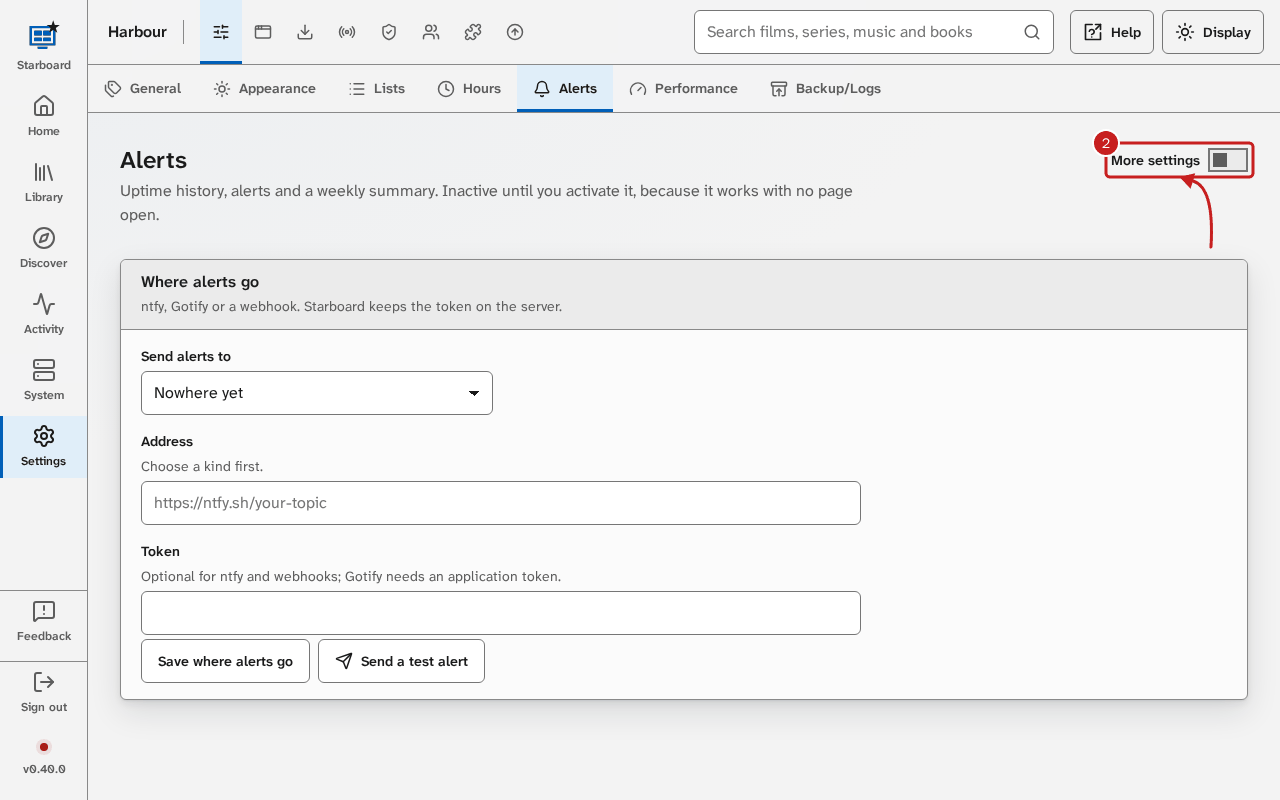 Starboard
Home
Library
Discover
Activity
System
Settings
Feedback
Sign out
v0.40.0
Harbour
Search films, series, music and books
Help
Display
General
Appearance
Lists
Hours
Alerts
Performance
Backup/Logs
Alerts
Uptime history, alerts and a weekly summary. Inactive until you activate it, because it works with no page
open.
2
More settings
Where alerts go
ntfy, Gotify or a webhook. Starboard keeps the token on the server.
Send alerts to
Nowhere yet
Address
Choose a kind first.
https://ntfy.sh/your-topic
Token
Optional for ntfy and webhooks; Gotify needs an application token.
Save where alerts go
Send a test alert